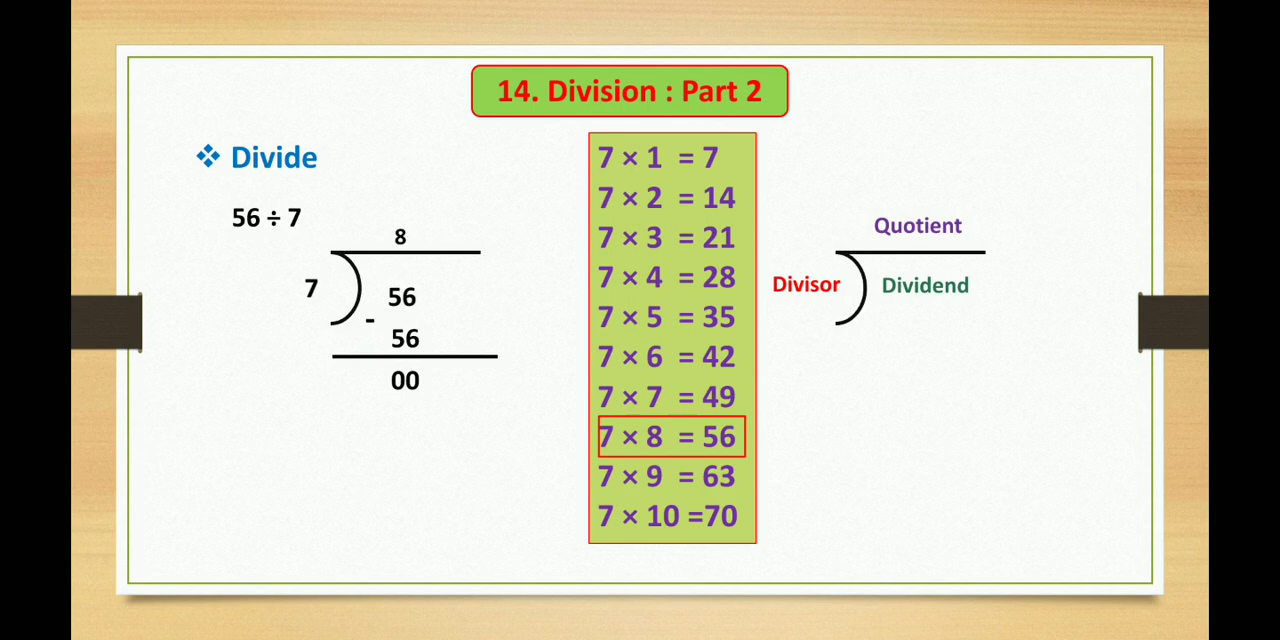 14. Division : Part 2
❖ Divide
56 ÷ 7
8
7
56
-
56
00
7 × 1 = 7
7 × 2 = 14
7 × 3 = 21
7 × 4 = 28
7 × 5 = 35
7 × 6 = 42
7 × 7 = 49
7 × 8 = 56
7 × 9 = 63
7 × 10 =70
Quotient
Divisor
Dividend